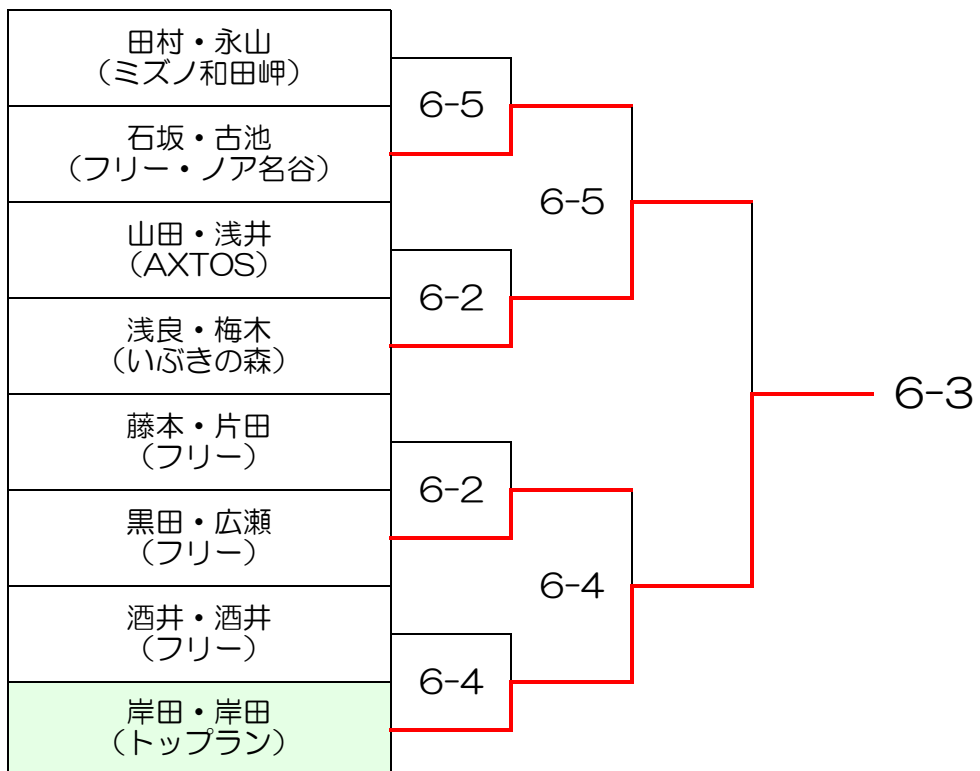 田村・永山
（ミズノ和田岬）
石坂・古池
（フリー・ノア名谷）
山田・浅井
（AXTOS）
浅良・梅木
（いぶきの森）
藤本・片田
（フリー）
黒田・広瀬
（フリー）
酒井・酒井
（フリー）
岸田・岸田
（トップラン）
6-5
6-2
6-2
6-4
6-5
6-4
6-3